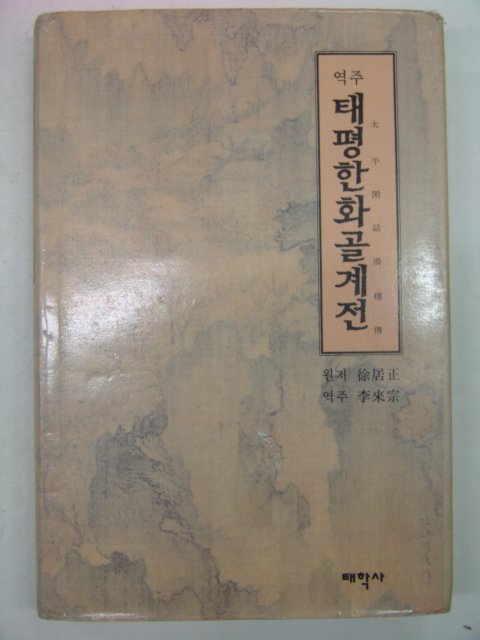 역주
태평한화골계전
太平閒話滑稽傳
원저 徐居正
역주 李來宗
태학사